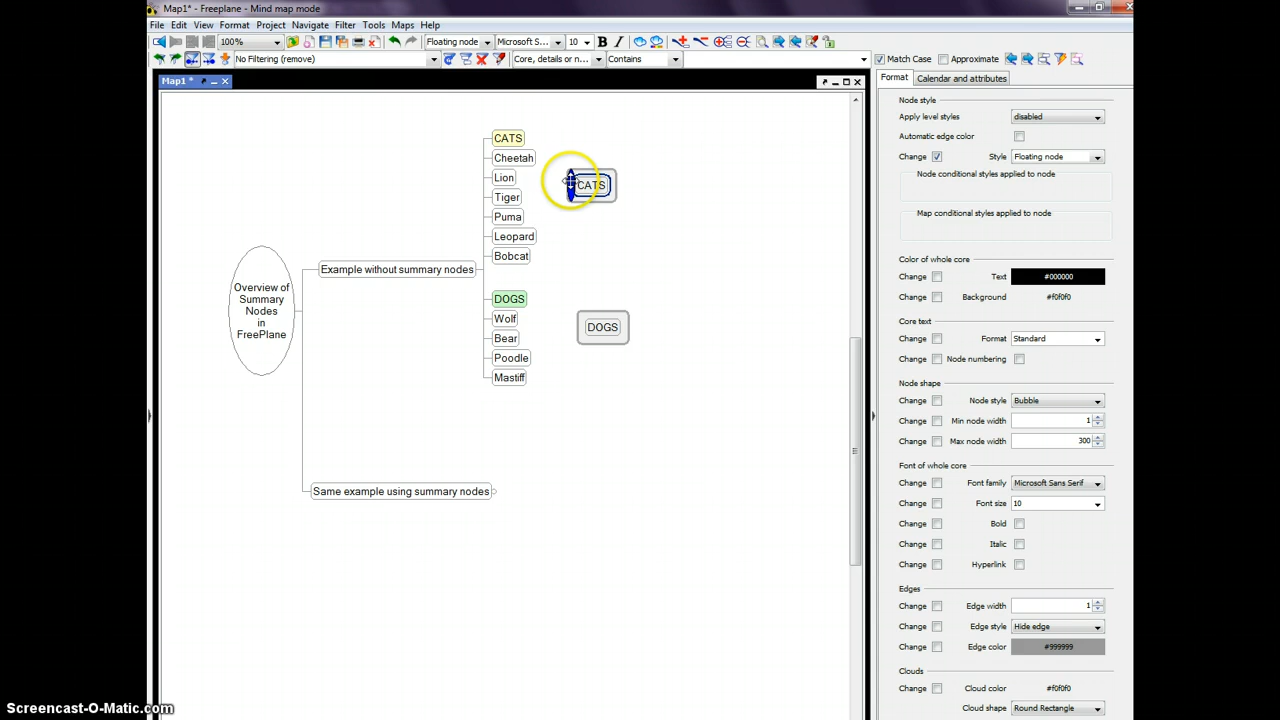 Map1* - Freeplane - Mind map mode
File Edit View Format Project Navigate Filter Tools Maps Help
100% Floating node Microsoft S... 10 B I
No Filtering (remove) Core, details or n... Contains Match Case Approximate
Map1 *
Format Calendar and attributes
Node style
Apply level styles disabled
Automatic edge color
Change Style Floating node
Node conditional styles applied to node
Map conditional styles applied to node
Color of whole core
Change Text #000000
Change Background #f0f0f0
Core text
Change Format Standard
Change Node numbering
Node shape
Change Node style Bubble
Change Min node width 1
Change Max node width 300
Font of whole core
Change Font family Microsoft Sans Serif
Change Font size 10
Change Bold
Change Italic
Change Hyperlink
Edges
Change Edge width 1
Change Edge style Hide edge
Change Edge color #999999
Clouds
Change Cloud color #f0f0f0
Cloud shape Round Rectangle
Overview of
Summary
Nodes
in
FreePlane
Example without summary nodes
CATS
Cheetah
Lion
Tiger
Puma
Leopard
Bobcat
DOGS
Wolf
Bear
Poodle
Mastiff
CATS
DOGS
Same example using summary nodes
Screencast-O-Matic.com